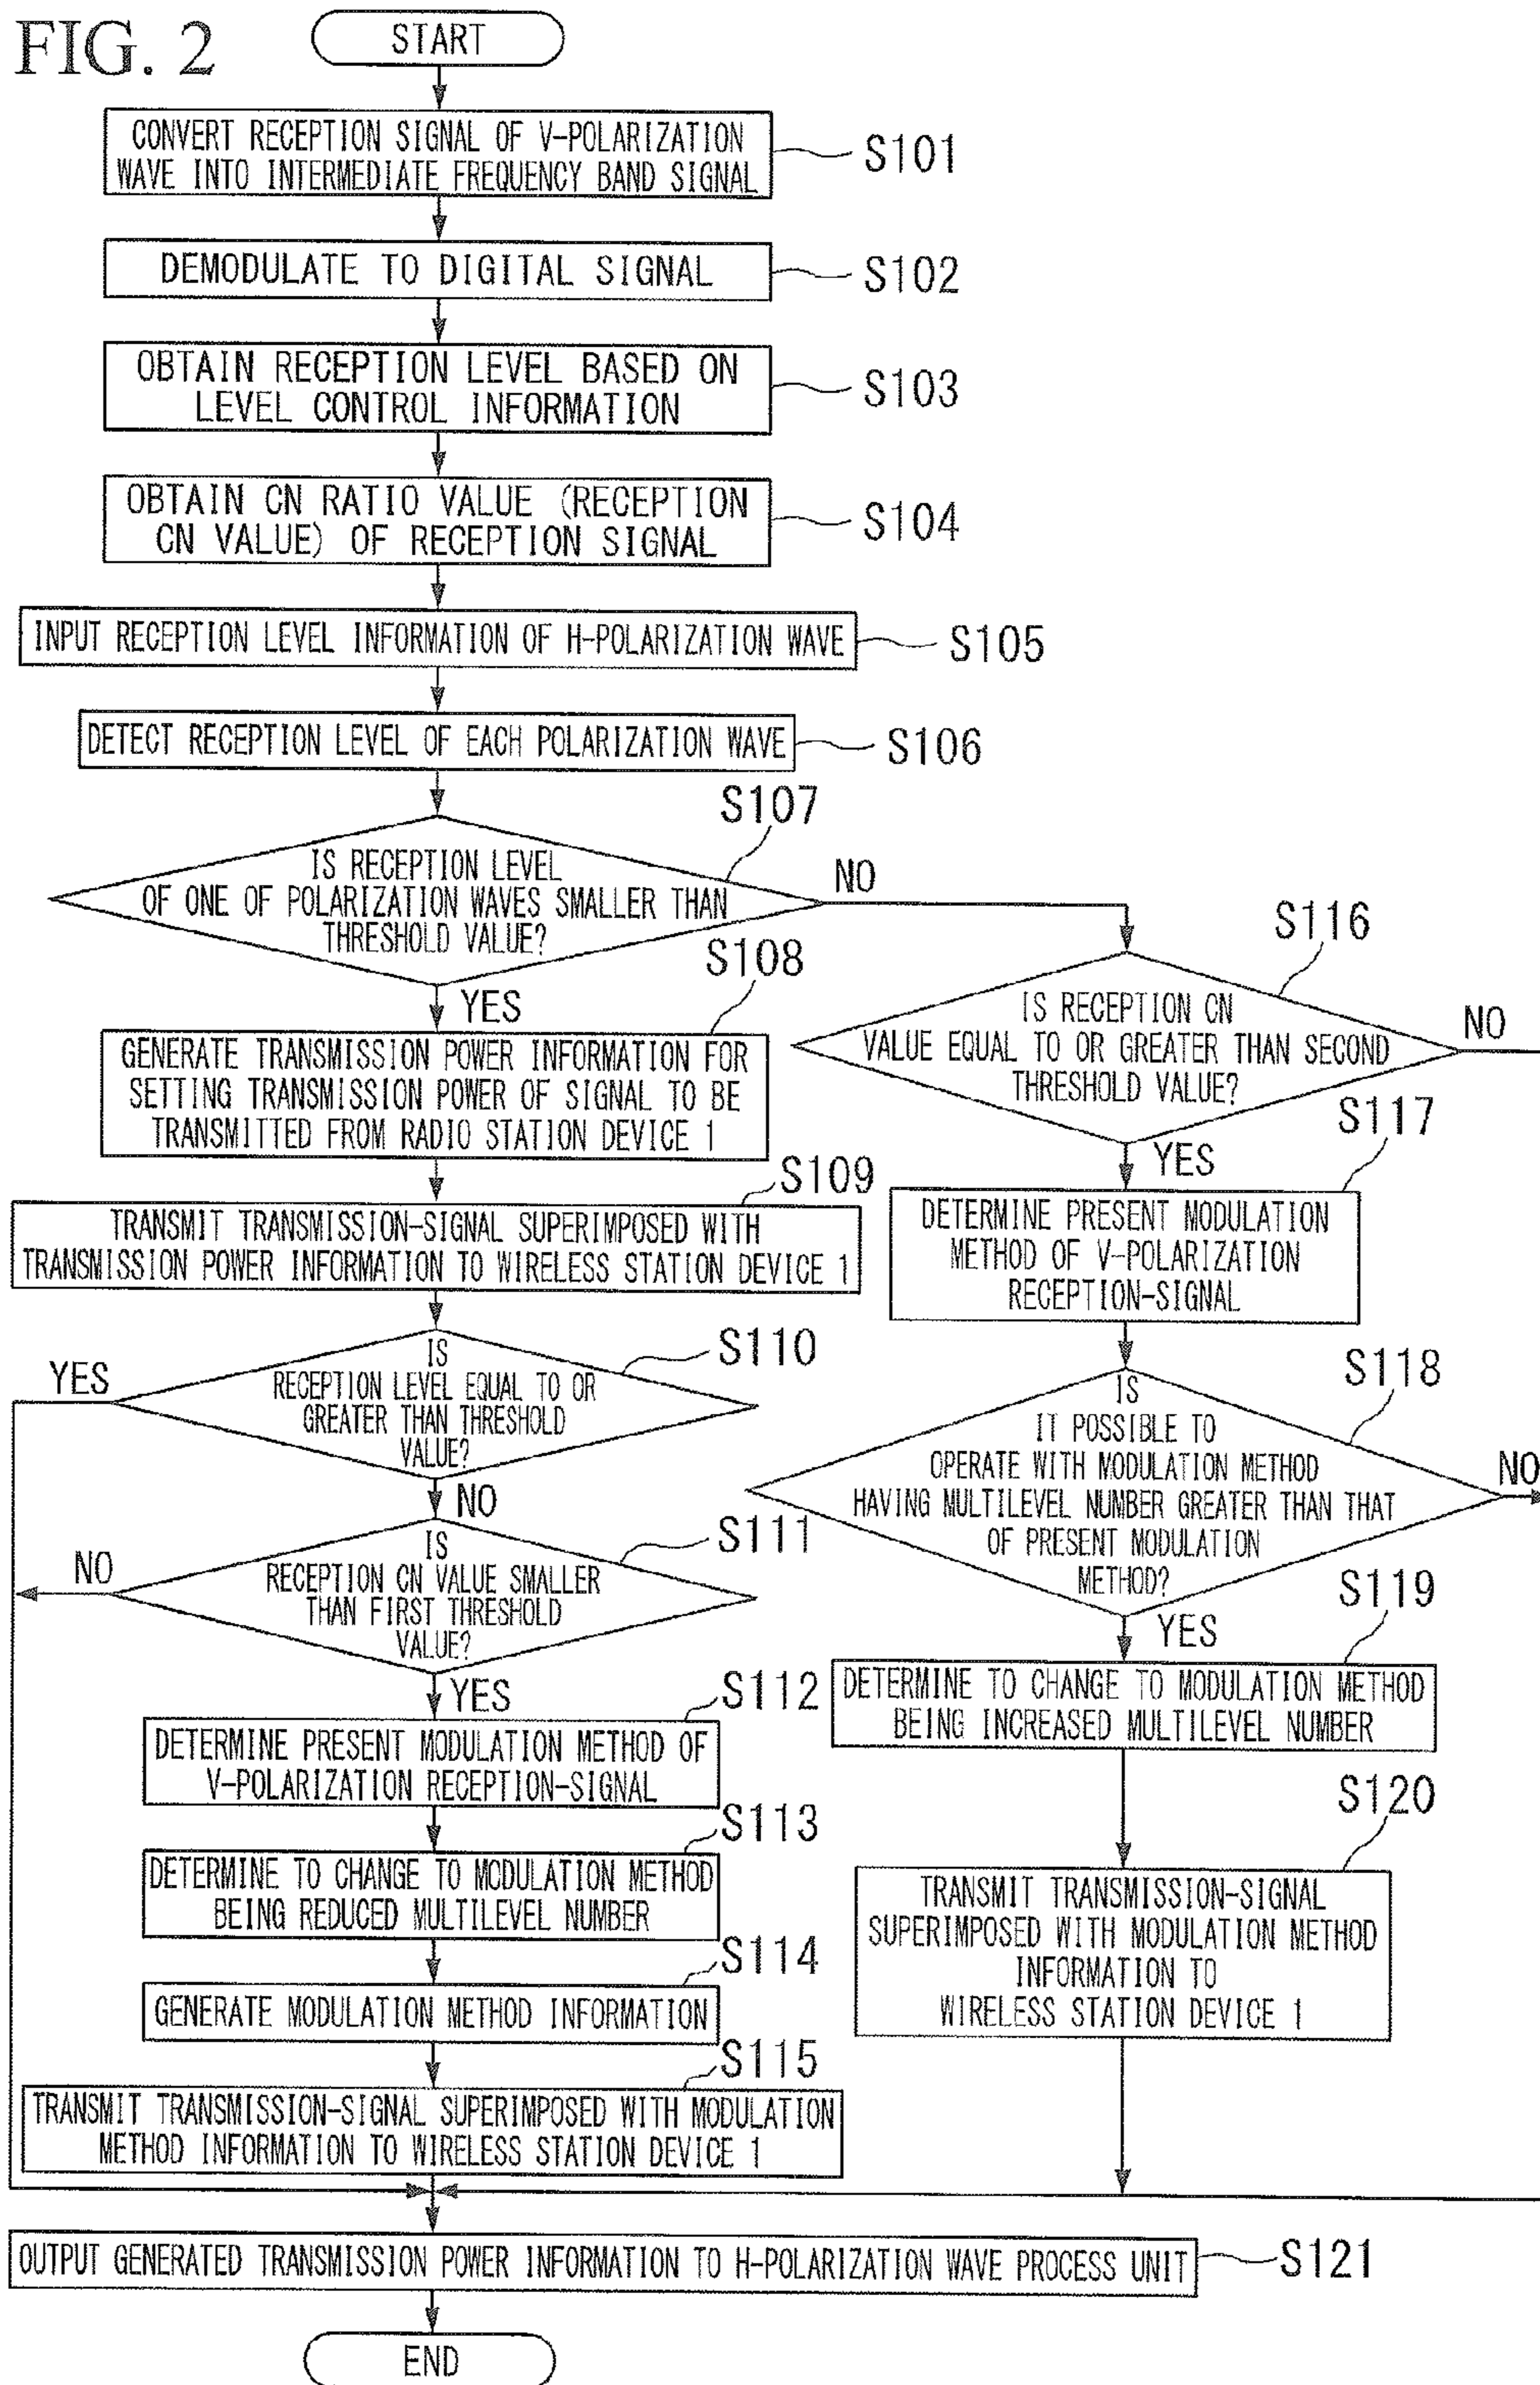 FIG. 2
START
CONVERT RECEPTION SIGNAL OF V-POLARIZATION
WAVE INTO INTERMEDIATE FREQUENCY BAND SIGNAL
S101
DEMODULATE TO DIGITAL SIGNAL
S102
OBTAIN RECEPTION LEVEL BASED ON
LEVEL CONTROL INFORMATION
S103
OBTAIN CN RATIO VALUE (RECEPTION
CN VALUE) OF RECEPTION SIGNAL
S104
INPUT RECEPTION LEVEL INFORMATION OF H-POLARIZATION WAVE
S105
DETECT RECEPTION LEVEL OF EACH POLARIZATION WAVE
S106
S107
IS RECEPTION LEVEL
OF ONE OF POLARIZATION WAVES SMALLER THAN
THRESHOLD VALUE?
NO
YES
S108
GENERATE TRANSMISSION POWER INFORMATION FOR
SETTING TRANSMISSION POWER OF SIGNAL TO BE
TRANSMITTED FROM RADIO STATION DEVICE 1
S109
TRANSMIT TRANSMISSION-SIGNAL SUPERIMPOSED WITH
TRANSMISSION POWER INFORMATION TO WIRELESS STATION DEVICE 1
S110
IS
RECEPTION LEVEL EQUAL TO OR
GREATER THAN THRESHOLD
VALUE?
YES
NO
S111
IS
RECEPTION CN VALUE SMALLER
THAN FIRST THRESHOLD
VALUE?
NO
YES
S112
DETERMINE PRESENT MODULATION METHOD OF
V-POLARIZATION RECEPTION-SIGNAL
S113
DETERMINE TO CHANGE TO MODULATION METHOD
BEING REDUCED MULTILEVEL NUMBER
S114
GENERATE MODULATION METHOD INFORMATION
S115
TRANSMIT TRANSMISSION-SIGNAL SUPERIMPOSED WITH MODULATION
METHOD INFORMATION TO WIRELESS STATION DEVICE 1
S116
IS RECEPTION CN
VALUE EQUAL TO OR GREATER THAN SECOND
THRESHOLD VALUE?
NO
YES
S117
DETERMINE PRESENT MODULATION
METHOD OF V-POLARIZATION
RECEPTION-SIGNAL
S118
IS
IT POSSIBLE TO
OPERATE WITH MODULATION METHOD
HAVING MULTILEVEL NUMBER GREATER THAN THAT
OF PRESENT MODULATION
METHOD?
NO
YES
S119
DETERMINE TO CHANGE TO MODULATION METHOD
BEING INCREASED MULTILEVEL NUMBER
S120
TRANSMIT TRANSMISSION-SIGNAL
SUPERIMPOSED WITH MODULATION METHOD
INFORMATION TO
WIRELESS STATION DEVICE 1
OUTPUT GENERATED TRANSMISSION POWER INFORMATION TO H-POLARIZATION WAVE PROCESS UNIT
S121
END